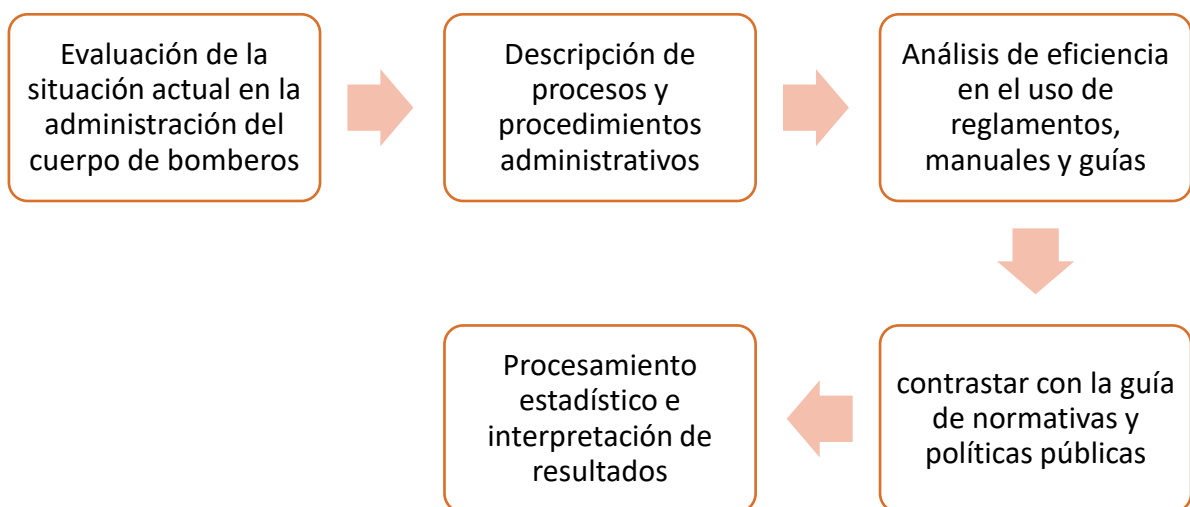 Evaluación de la
situación actual en la
administración del
cuerpo de bomberos
Descripción de
procesos y
procedimientos
administrativos
Análisis de eficiencia
en el uso de
reglamentos,
manuales y guías
contrastar con la guía
de normativas y
políticas públicas
Procesamiento
estadístico e
interpretación de
resultados